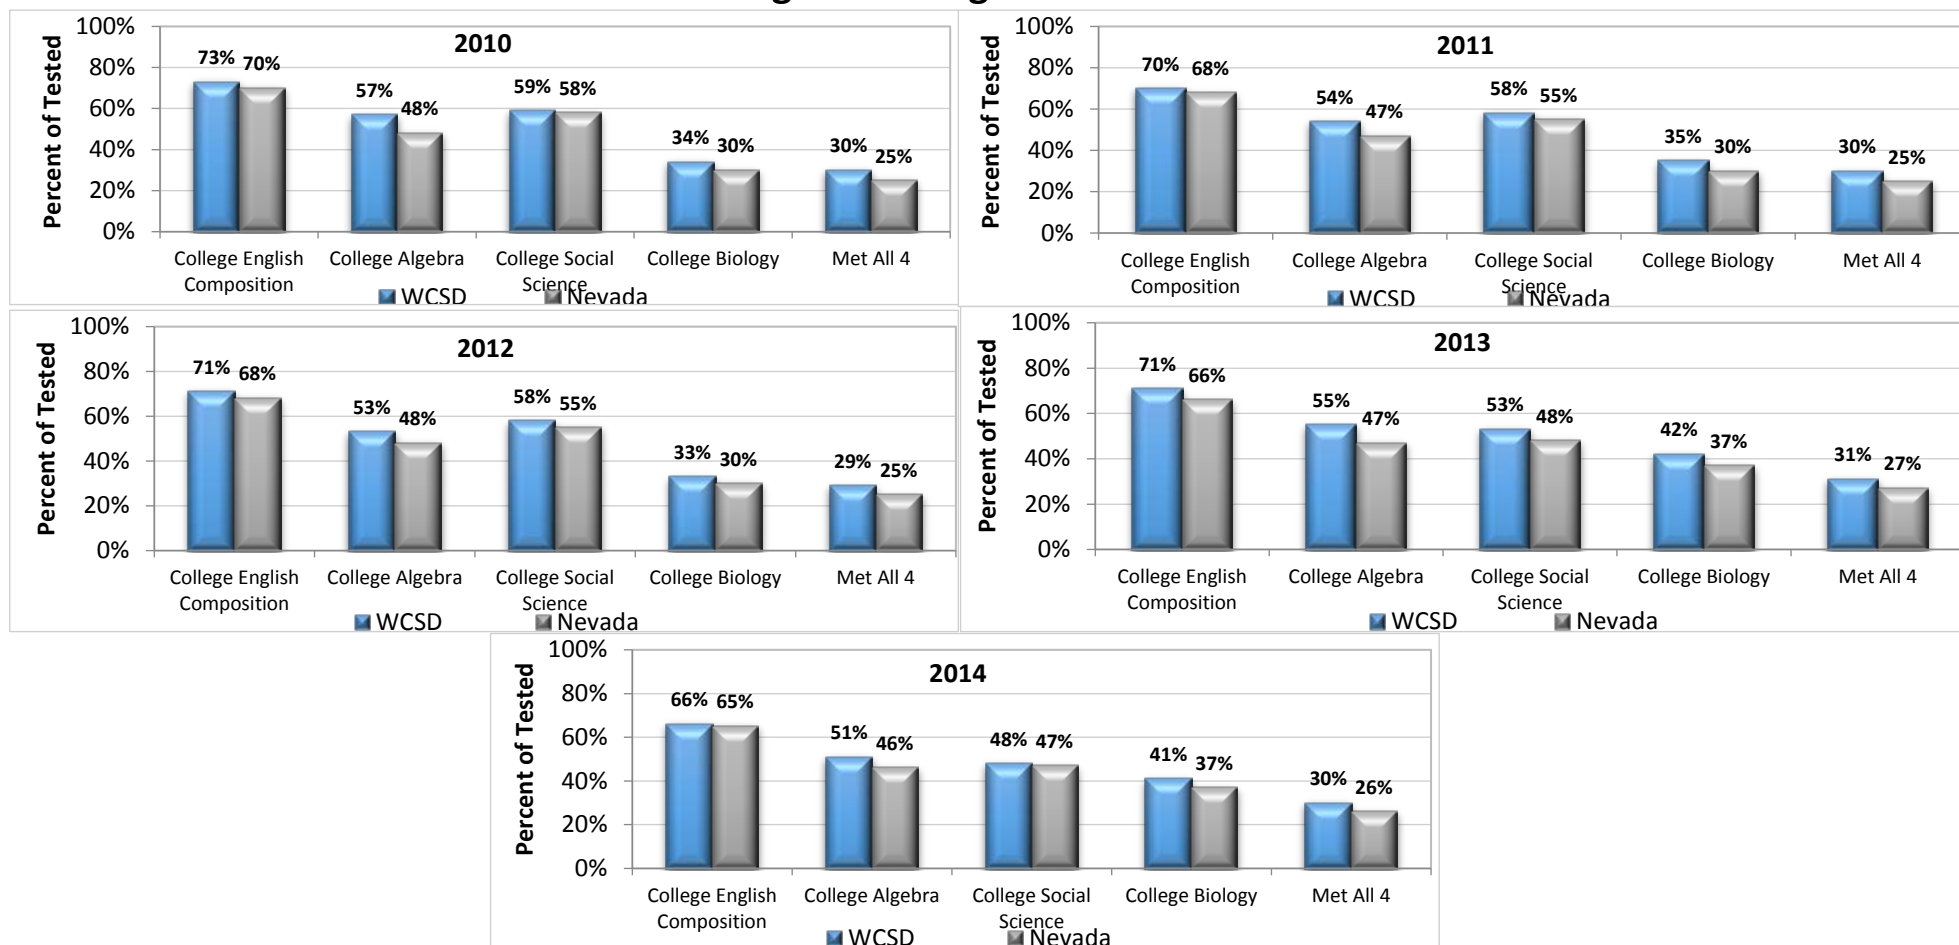 100%
80%
60%
40%
20%
0%
Percent of Tested
2010
73% 70%
57% 48%
59% 58%
34% 30%
30% 25%
College English Composition
College Algebra
College Social Science
College Biology
Met All 4
WCSD Nevada
100%
80%
60%
40%
20%
0%
Percent of Tested
2011
70% 68%
54% 47%
58% 55%
35% 30%
30% 25%
College English Composition
College Algebra
College Social Science
College Biology
Met All 4
WCSD Nevada
100%
80%
60%
40%
20%
0%
Percent of Tested
2012
71% 68%
53% 48%
58% 55%
33% 30%
29% 25%
College English Composition
College Algebra
College Social Science
College Biology
Met All 4
WCSD Nevada
100%
80%
60%
40%
20%
0%
Percent of Tested
2013
71% 66%
55% 47%
53% 48%
42% 37%
31% 27%
College English Composition
College Algebra
College Social Science
College Biology
Met All 4
WCSD Nevada
100%
80%
60%
40%
20%
0%
Percent of Tested
2014
66% 65%
51% 46%
48% 47%
41% 37%
30% 26%
College English Composition
College Algebra
College Social Science
College Biology
Met All 4
WCSD Nevada